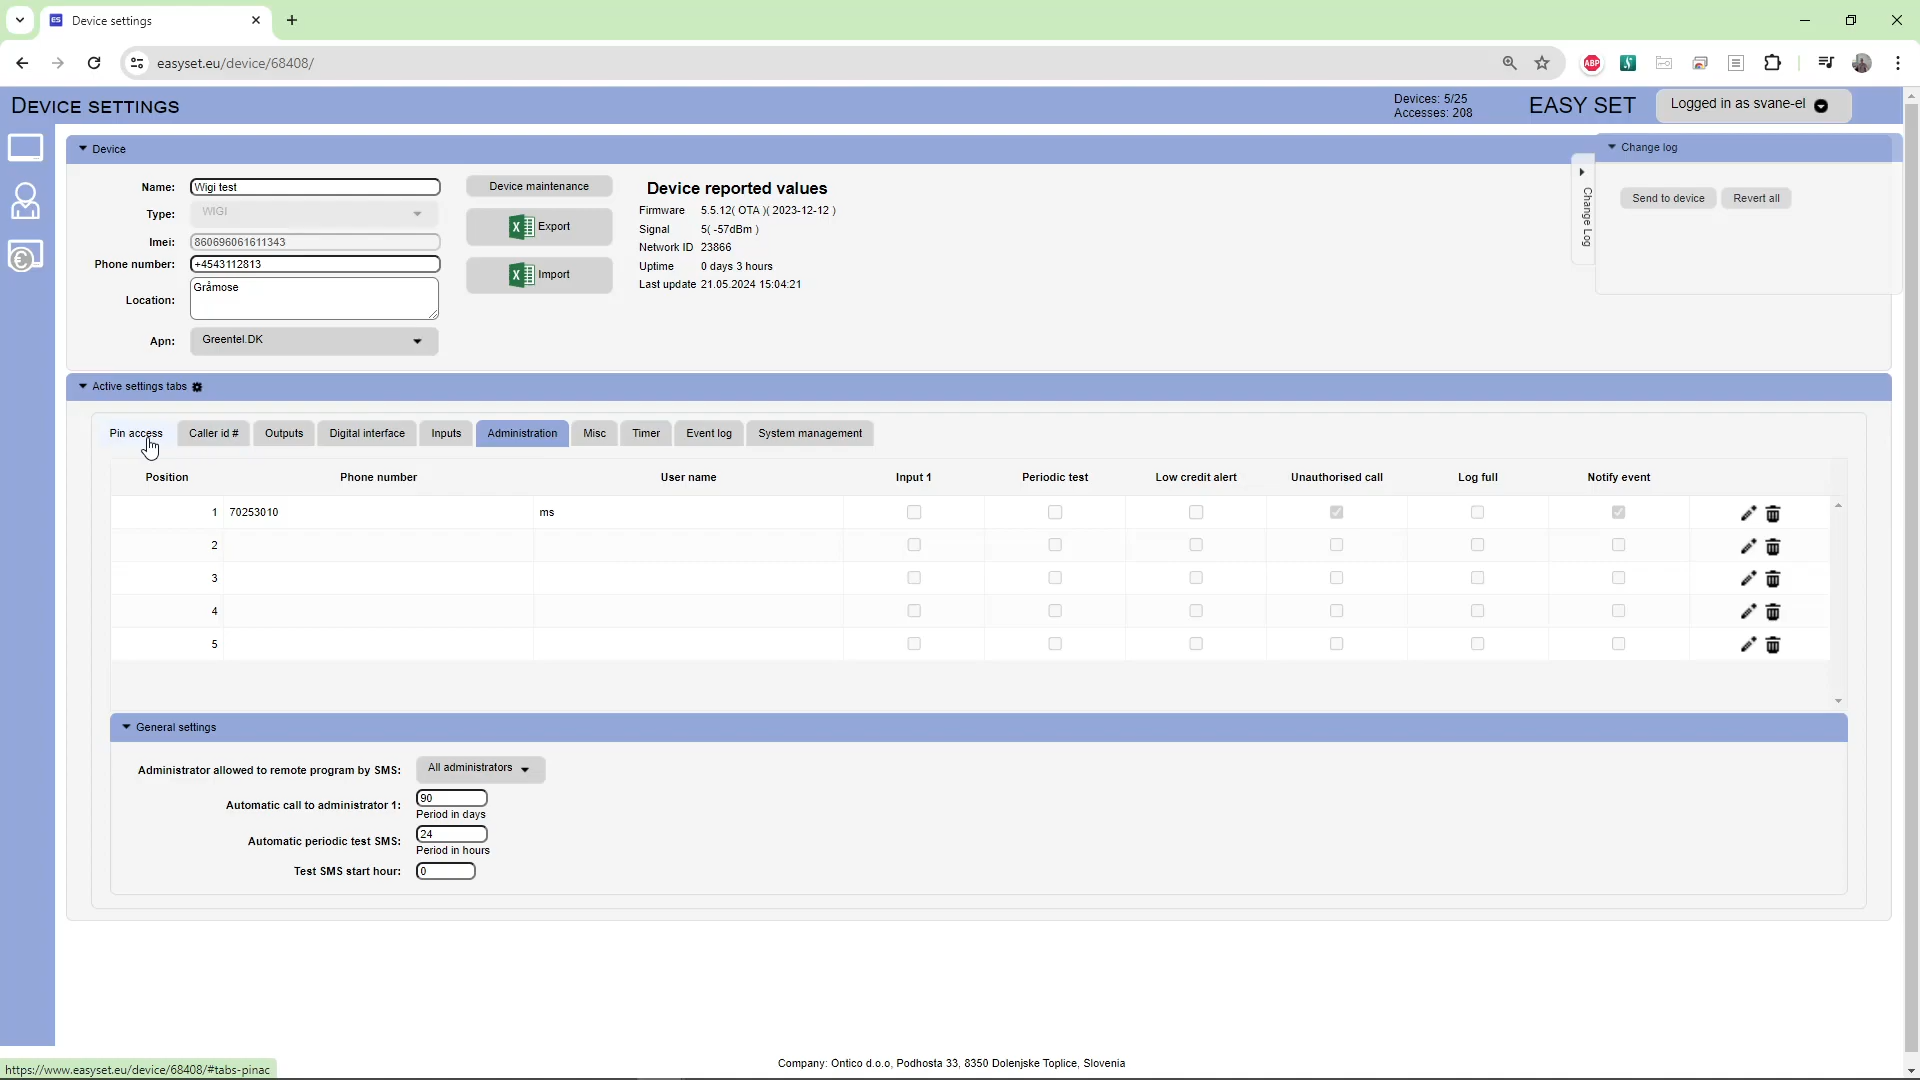 Device settings
easyset.eu/device/68408/
ABP
DEVICE SETTINGS
Devices: 5/25
Accesses: 208
EASY SET
Logged in as svane-el
Device
Change log
Change Log
Send to device
Revert all
Name:
Wigi test
Type:
WIGI
Imei:
860696061611343
Phone number:
+4543112813
Location:
Gråmose
Apn:
Greentel.DK
Device maintenance
Export
Import
Device reported values
Firmware 5.5.12( OTA )( 2023-12-12 )
Signal 5( -57dBm )
Network ID 23866
Uptime 0 days 3 hours
Last update 21.05.2024 15:04:21
Active settings tabs
Pin access Caller id # Outputs Digital interface Inputs Administration Misc Timer Event log System management
Position Phone number User name Input 1 Periodic test Low credit alert Unauthorised call Log full Notify event
1 70253010 ms
2
3
4
5
General settings
Administrator allowed to remote program by SMS: All administrators
Automatic call to administrator 1: 90
Period in days
Automatic periodic test SMS: 24
Period in hours
Test SMS start hour: 0
Company: Ontico d.o.o, Podhosta 33, 8350 Dolenjske Toplice, Slovenia
https://www.easyset.eu/device/68408/#tabs-pinac